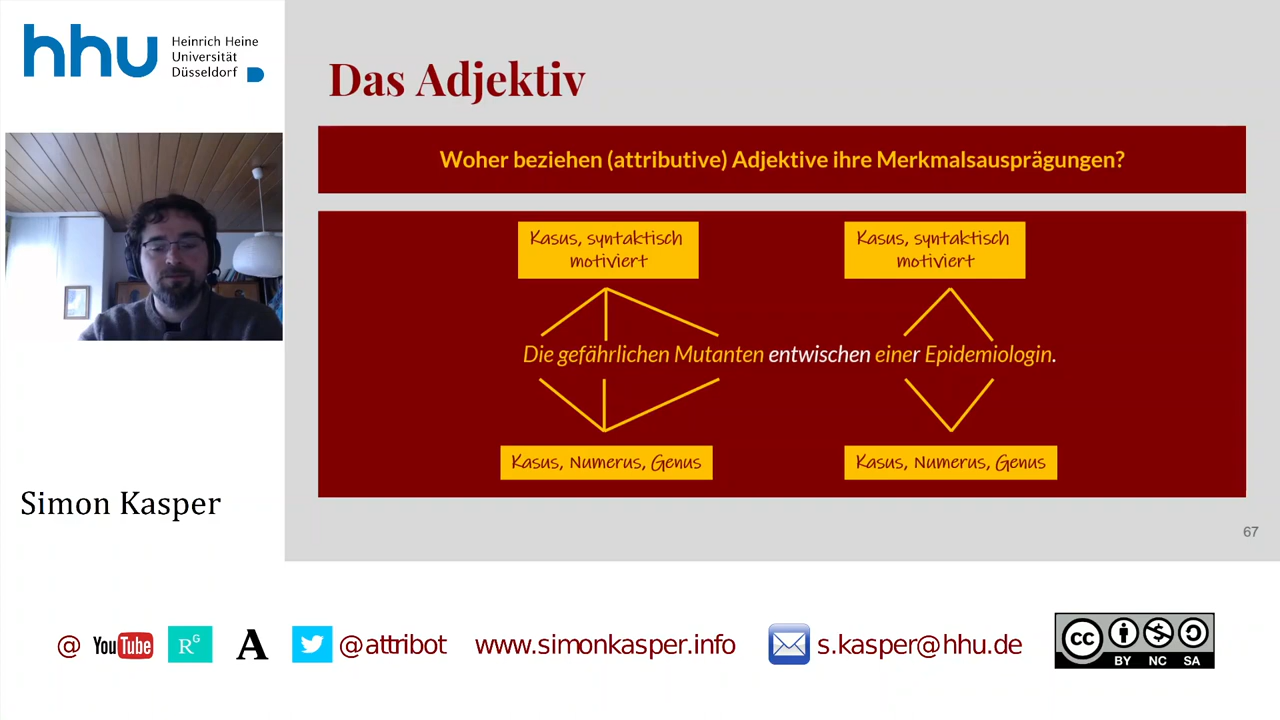 hhu Heinrich Heine
Universität
Düsseldorf
Das Adjektiv
Woher beziehen (attributive) Adjektive ihre Merkmalsausprägungen?
Kasus, syntaktisch
motiviert
Kasus, syntaktisch
motiviert
Die gefährlichen Mutanten entwischen einer Epidemiologin.
Kasus, Numerus, Genus
Kasus, Numerus, Genus
Simon Kasper
67
@ YouTube RG A @attribot www.simonkasper.info s.kasper@hhu.de cc
BY NC SA